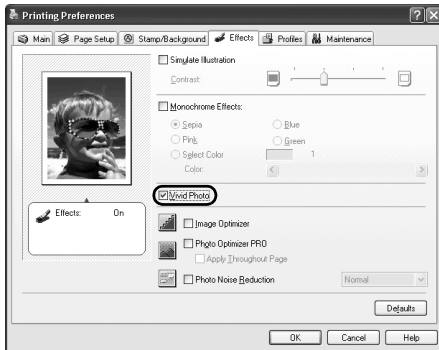 Printing Preferences
Main Page Setup Stamp/Background Effects Profiles Maintenance
Simulate Illustration
Contrast:
Monochrome Effects:
Sepia Blue
Pink Green
Select Color 1
Color:
Vivid Photo
Effects: On
Image Optimizer
Photo Optimizer PRO
Apply Throughout Page
Photo Noise Reduction Normal
Defaults
OK Cancel Help